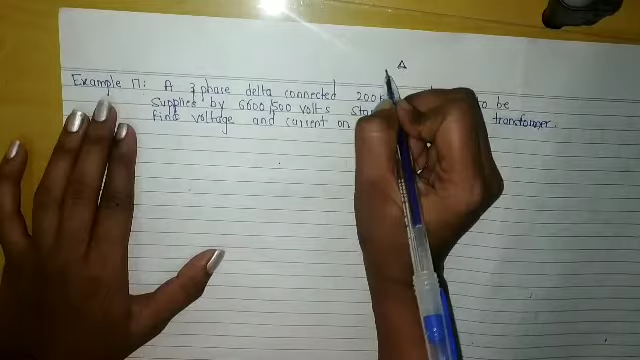 Δ
Example 17: A 3 phase delta connected 200 to be
supplied by 6600/500 volts
Find voltage and current on transformer.